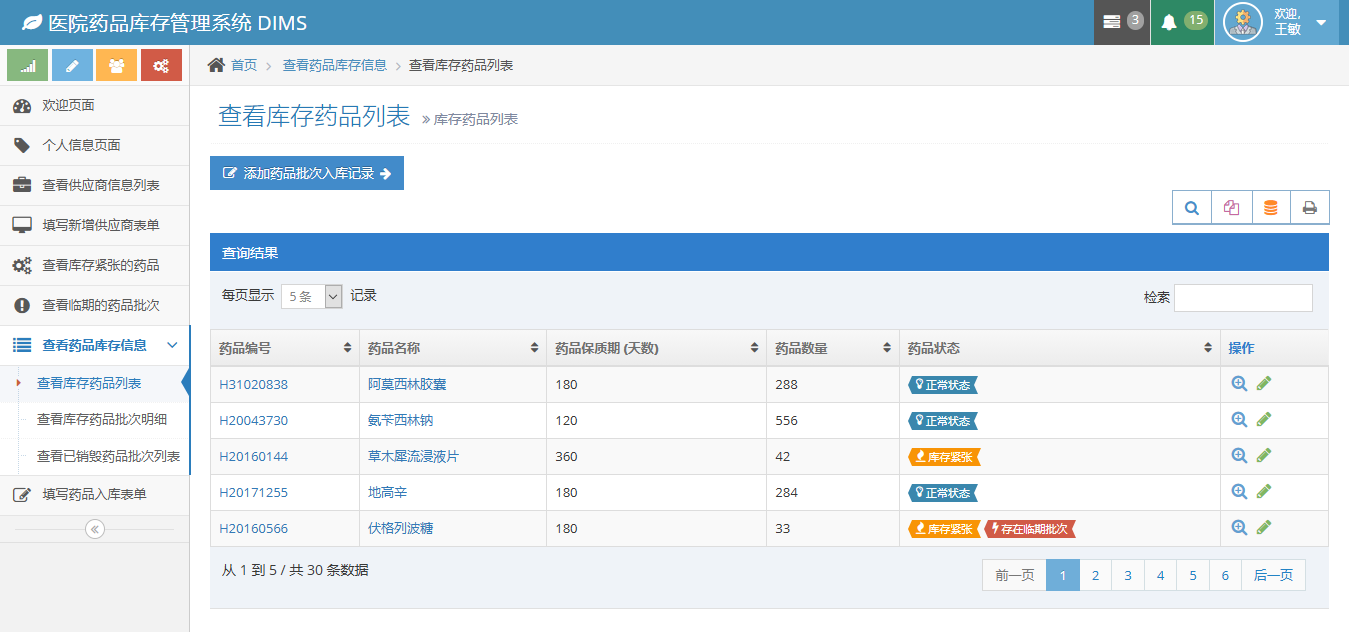 医院药品库存管理系统 DIMS
3
15
欢迎,
王敏
首页 > 查看药品库存信息 > 查看库存药品列表
欢迎页面
个人信息页面
查看供应商信息列表
填写新增供应商表单
查看库存紧张的药品
查看临期的药品批次
查看药品库存信息
查看库存药品列表
查看库存药品批次明细
查看已销毁药品批次列表
填写药品入库表单
查看库存药品列表 » 库存药品列表
添加药品批次入库记录
查询结果
每页显示 5 条 记录 检索
药品编号 药品名称 药品保质期 (天数) 药品数量 药品状态 操作
H31020838 阿莫西林胶囊 180 288 正常状态
H20043730 氨苄西林钠 120 556 正常状态
H20160144 草木犀流浸液片 360 42 库存紧张
H20171255 地高辛 180 284 正常状态
H20160566 伏格列波糖 180 33 库存紧张 存在临期批次
从 1 到 5 / 共 30 条数据 前一页 1 2 3 4 5 6 后一页